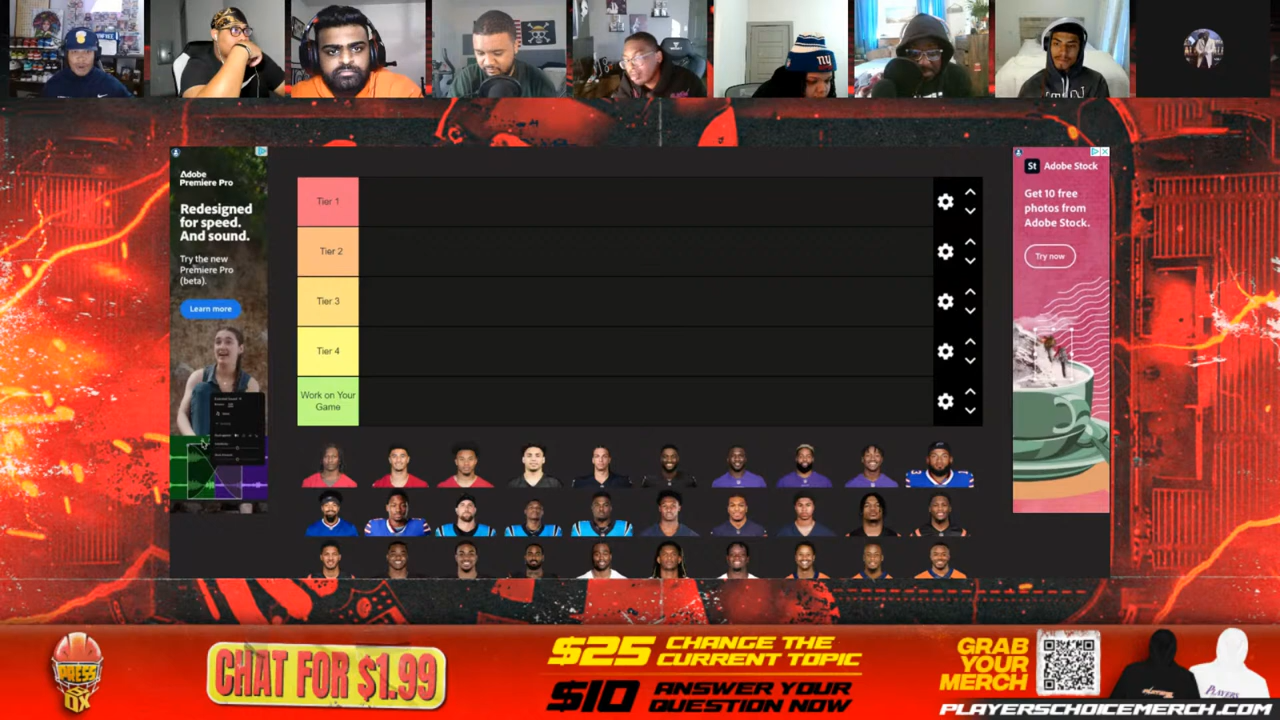 NY
Adobe
Premiere Pro
Redesigned
for speed.
And sound.
Try the new
Premiere Pro
(beta).
Learn more
Tier 1
Tier 2
Tier 3
Tier 4
Work on Your
Game
St Adobe Stock
Get 10 free
photos from
Adobe Stock.
Try now
PRESS
CHAT FOR $1.99
$25 CHANGE THE
CURRENT TOPIC
$10 ANSWER YOUR
QUESTION NOW
GRAB
YOUR
MERCH
PLAYERSCHOICEMERCH.COM